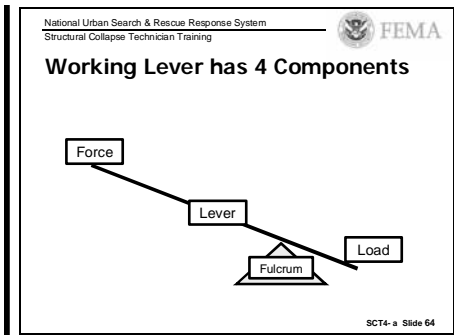 National Urban Search & Rescue Response System
Structural Collapse Technician Training
FEMA
Working Lever has 4 Components
Force
Lever
Load
Fulcrum
SCT4- a Slide 64